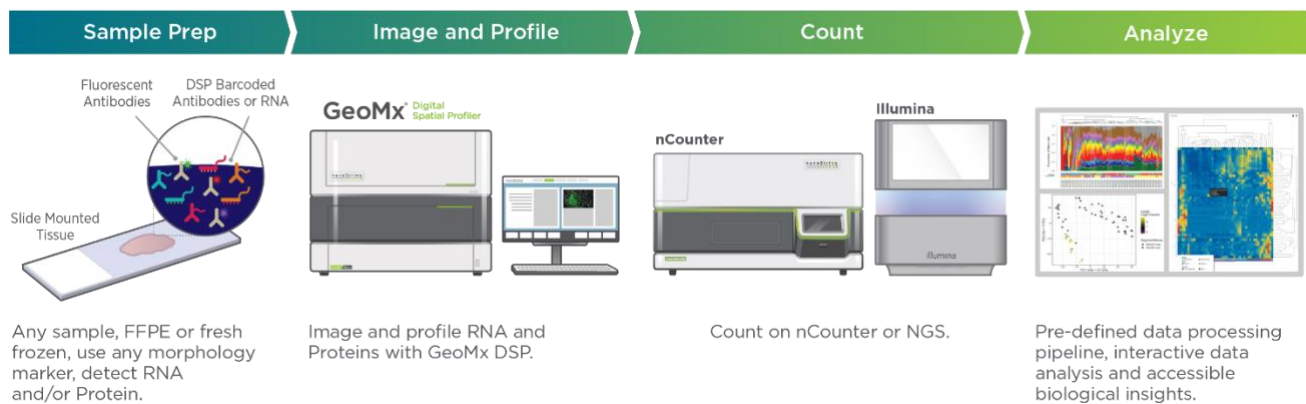 Sample Prep
Image and Profile
Count
Analyze
Fluorescent
Antibodies
DSP Barcoded
Antibodies or RNA
Slide Mounted
Tissue
GeoMx® Digital
Spatial Profiler
nanoString
nCounter
nanoString
Illumina
illumina
Any sample, FFPE or fresh
frozen, use any morphology
marker, detect RNA
and/or Protein.
Image and profile RNA and
Proteins with GeoMx DSP.
Count on nCounter or NGS.
Pre-defined data processing
pipeline, interactive data
analysis and accessible
biological insights.